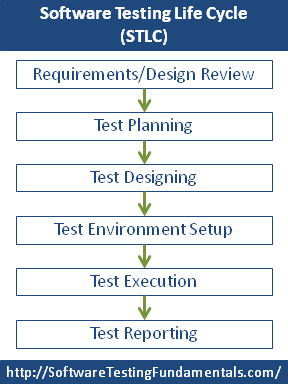 Software Testing Life Cycle
(STLC)
Requirements/Design Review
Test Planning
Test Designing
Test Environment Setup
Test Execution
Test Reporting
http://SoftwareTestingFundamentals.com/